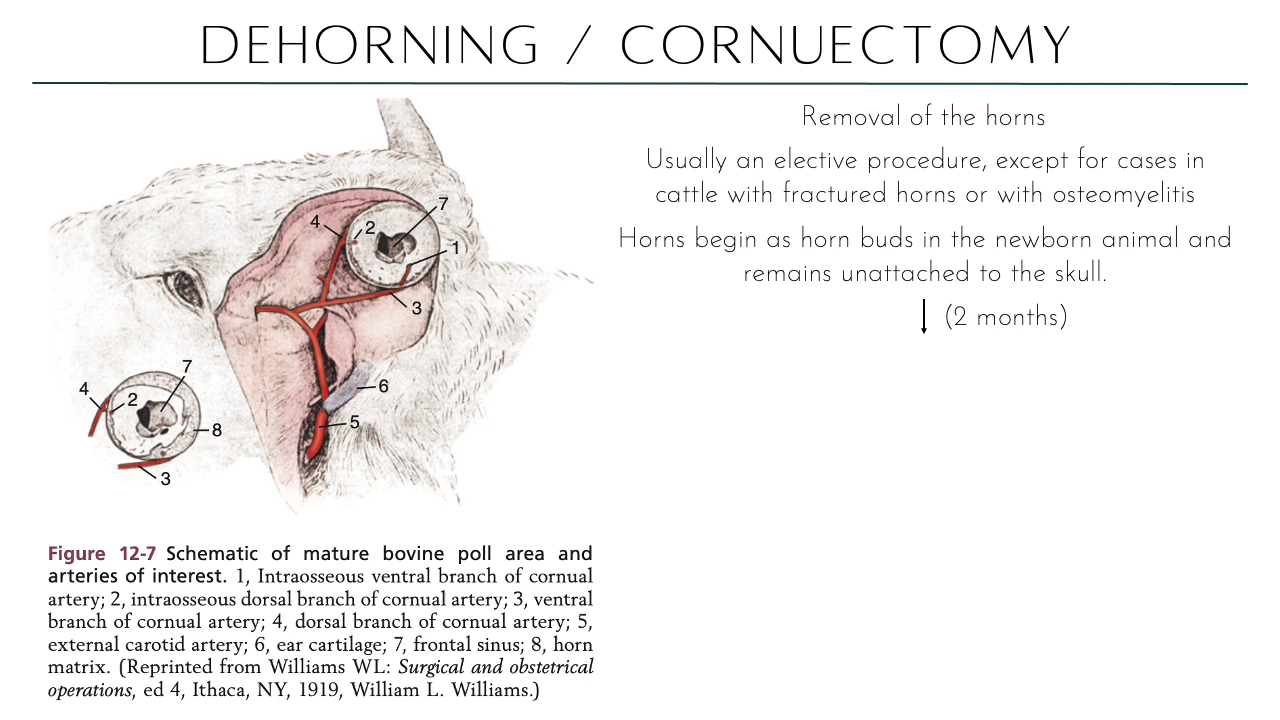 DEHORNING / CORNUECTOMY
Removal of the horns
Usually an elective procedure, except for cases in
cattle with fractured horns or with osteomyelitis
Horns begin as horn buds in the newborn animal and
remains unattached to the skull.
(2 months)
7
4
2
1
3
6
5
7
4
2
8
3
Figure 12-7 Schematic of mature bovine poll area and
arteries of interest. 1, Intraosseous ventral branch of cornual
artery; 2, intraosseous dorsal branch of cornual artery; 3, ventral
branch of cornual artery; 4, dorsal branch of cornual artery; 5,
external carotid artery; 6, ear cartilage; 7, frontal sinus; 8, horn
matrix. (Reprinted from Williams WL: Surgical and obstetrical
operations, ed 4, Ithaca, NY, 1919, William L. Williams.)